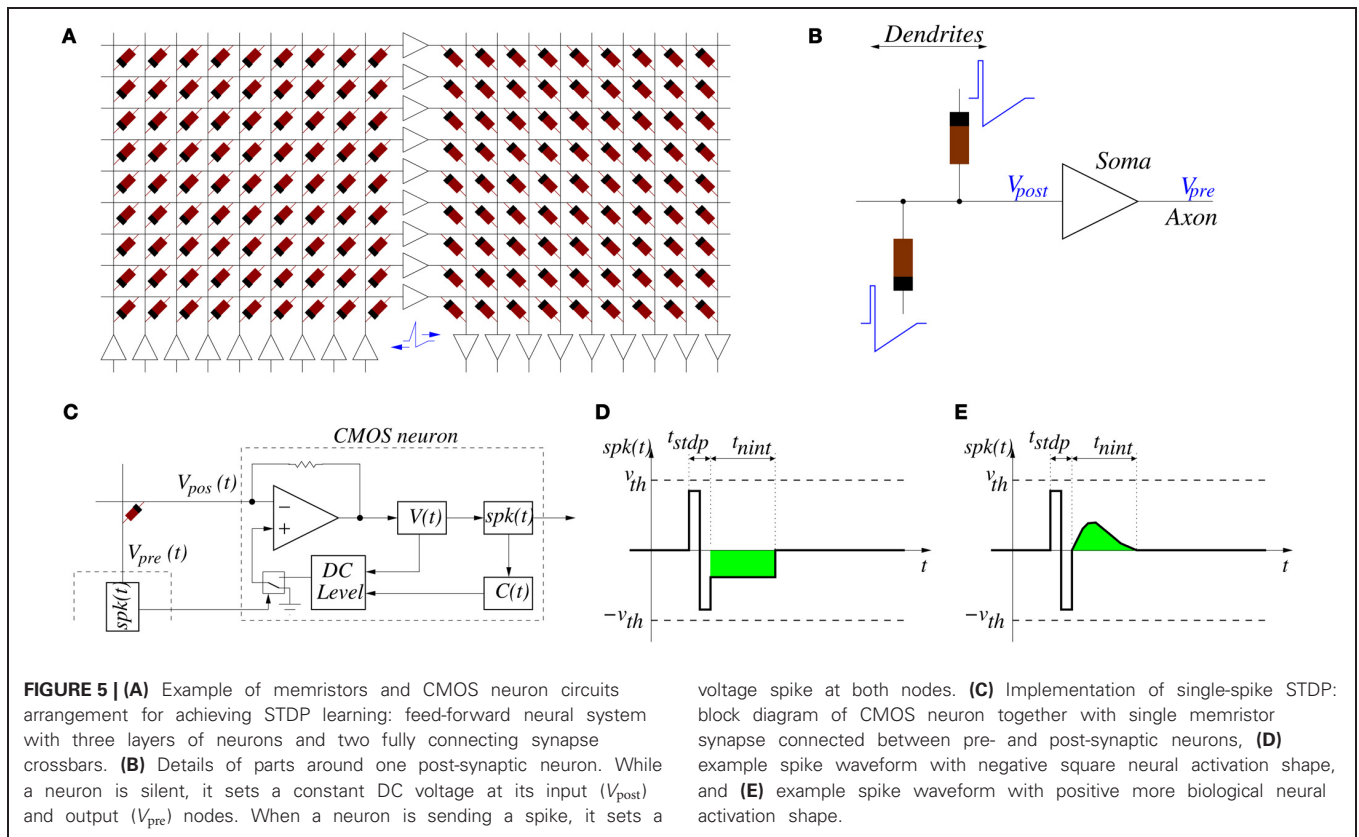 A
B
Dendrites
Soma
V_post
V_pre
Axon
C
CMOS neuron
V_pos (t)
V(t)
spk(t)
V_pre (t)
DC
Level
C(t)
spk(t)
D
t_stdp
t_nint
spk(t)
v_th
t
−v_th
E
t_stdp
t_nint
spk(t)
v_th
t
−v_th
FIGURE 5 | (A) Example of memristors and CMOS neuron circuits
arrangement for achieving STDP learning: feed-forward neural system
with three layers of neurons and two fully connecting synapse
crossbars. (B) Details of parts around one post-synaptic neuron. While
a neuron is silent, it sets a constant DC voltage at its input (V_post)
and output (V_pre) nodes. When a neuron is sending a spike, it sets a
voltage spike at both nodes. (C) Implementation of single-spike STDP:
block diagram of CMOS neuron together with single memristor
synapse connected between pre- and post-synaptic neurons, (D)
example spike waveform with negative square neural activation shape,
and (E) example spike waveform with positive more biological neural
activation shape.